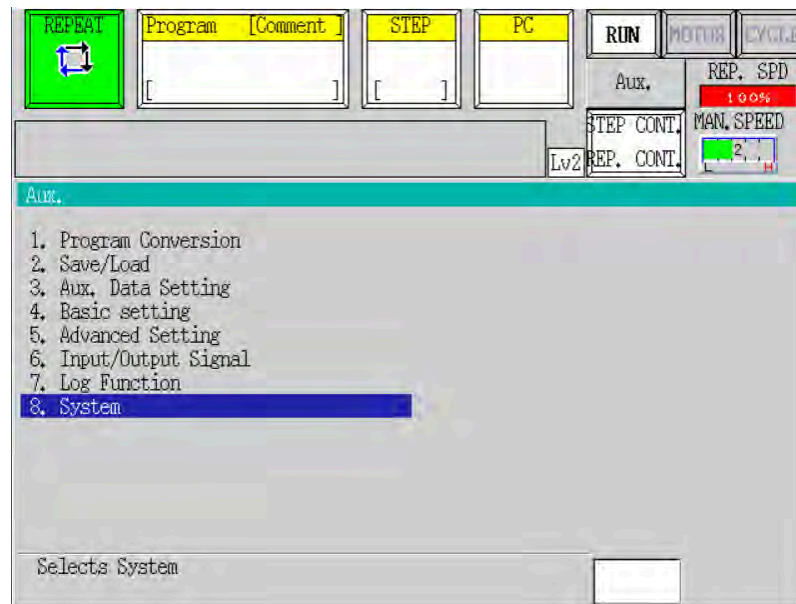 REPEAT
Program [Comment ]
[ ]
STEP
[ ]
PC
RUN
MOTOR
CYCLE
Aux.
REP. SPD
100%
STEP CONT.
REP. CONT.
MAN. SPEED
2
L H
Lv2
Aux.
1. Program Conversion
2. Save/Load
3. Aux. Data Setting
4. Basic setting
5. Advanced Setting
6. Input/Output Signal
7. Log Function
8. System
Selects System